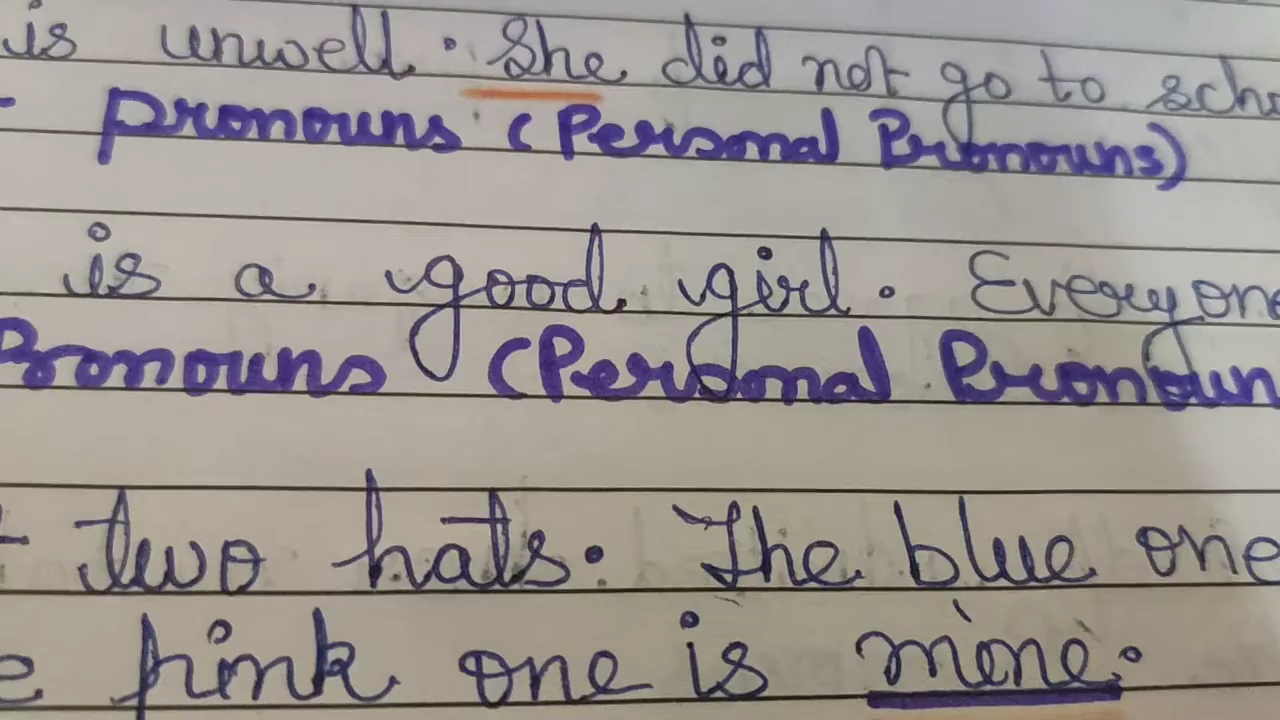 is unwell. She did not go to
- pronouns (Personal Pronouns)
is a good girl. Everyone
Pronouns (Personal Pronoun
two hats. The blue one
pink one is mine.